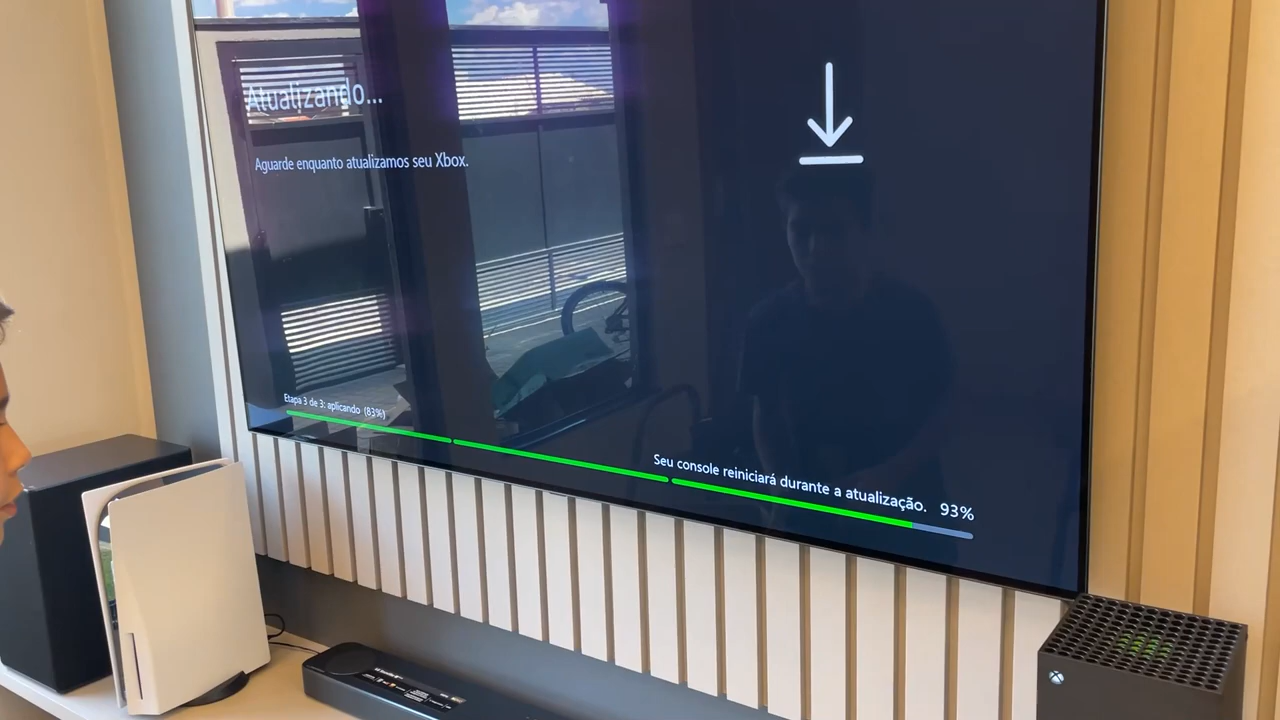 Atualizando...
Aguarde enquanto atualizamos seu Xbox.
Etapa 3 de 3: aplicando (83%)
Seu console reiniciará durante a atualização. 93%